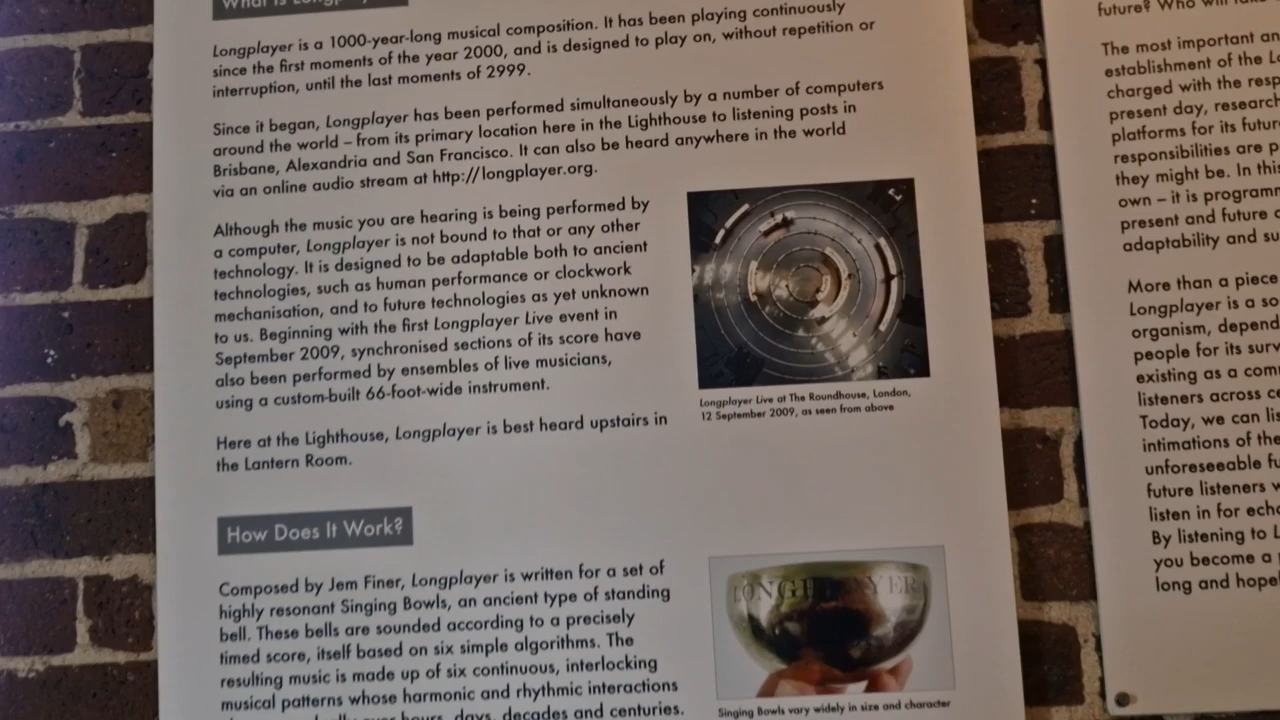 What is Longplayer
Longplayer is a 1000-year-long musical composition. It has been playing continuously
since the first moments of the year 2000, and is designed to play on, without repetition or
interruption, until the last moments of 2999.
Since it began, Longplayer has been performed simultaneously by a number of computers
around the world – from its primary location here in the Lighthouse to listening posts in
Brisbane, Alexandria and San Francisco. It can also be heard anywhere in the world
via an online audio stream at http://longplayer.org.
Although the music you are hearing is being performed by
a computer, Longplayer is not bound to that or any other
technology. It is designed to be adaptable both to ancient
technologies, such as human performance or clockwork
mechanisation, and to future technologies as yet unknown
to us. Beginning with the first Longplayer Live event in
September 2009, synchronised sections of its score have
also been performed by ensembles of live musicians,
using a custom-built 66-foot-wide instrument.
Longplayer Live at The Roundhouse, London,
12 September 2009, as seen from above
Here at the Lighthouse, Longplayer is best heard upstairs in
the Lantern Room.
How Does It Work?
Composed by Jem Finer, Longplayer is written for a set of
highly resonant Singing Bowls, an ancient type of standing
bell. These bells are sounded according to a precisely
timed score, itself based on six simple algorithms. The
resulting music is made up of six continuous, interlocking
musical patterns whose harmonic and rhythmic interactions
hours, days, decades and centuries.
LONGPLAYER
Singing Bowls vary widely in size and character
future? Who will
The most important
establishment of the
charged with the
present day,
platforms for its
responsibilities are
they might be. In this
own – it is
present and future
adaptability and
More than a piece
Longplayer is a
organism,
people for its
existing as a
listeners across
Today, we can
intimations of the
unforeseeable
future listeners
listen in for
By listening to
you become a
long and